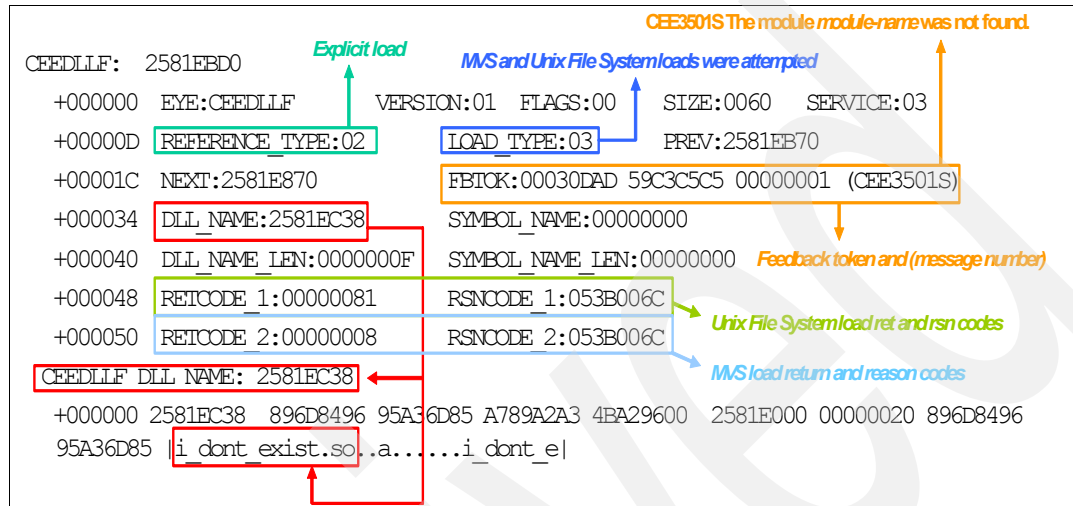 CEE3501S The module module-name was not found.
Explicit load
MVS and Unix File System loads were attempted
CEEDLLF: 2581EBD0
+000000 EYE:CEEDLLF VERSION:01 FLAGS:00 SIZE:0060 SERVICE:03
+00000D REFERENCE_TYPE:02 LOAD_TYPE:03 PREV:2581EB70
+00001C NEXT:2581E870 FBTOK:00030DAD 59C3C5C5 00000001 (CEE3501S)
+000034 DLL_NAME:2581EC38 SYMBOL_NAME:00000000
+000040 DLL_NAME_LEN:0000000F SYMBOL_NAME_LEN:00000000
Feedback token and (message number)
+000048 RETCODE_1:00000081 RSNCODE_1:053B006C
Unix File System load ret and rsn codes
+000050 RETCODE_2:00000008 RSNCODE_2:053B006C
MVS load return and reason codes
CEEDLLF DLL NAME: 2581EC38
+000000 2581EC38 896D8496 95A36D85 A789A2A3 4BA29600 2581E000 00000020 896D8496
95A36D85 |i_dont_exist.so..a......i_dont_e|